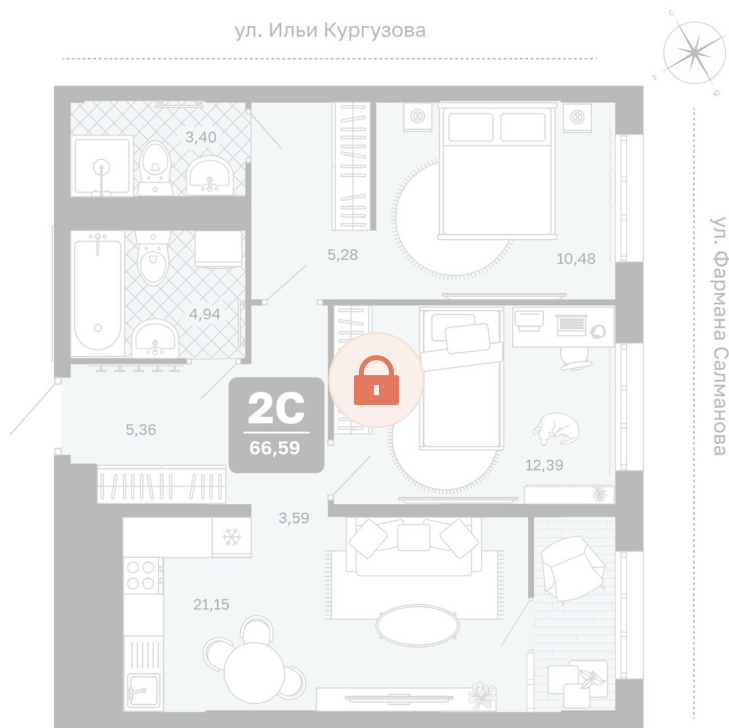 ул. Ильи Кургузова
с
з
ю
3,40
5,28
10,48
ул. Фармана Салманова
4,94
2С
66,59
5,36
12,39
3,59
21,15